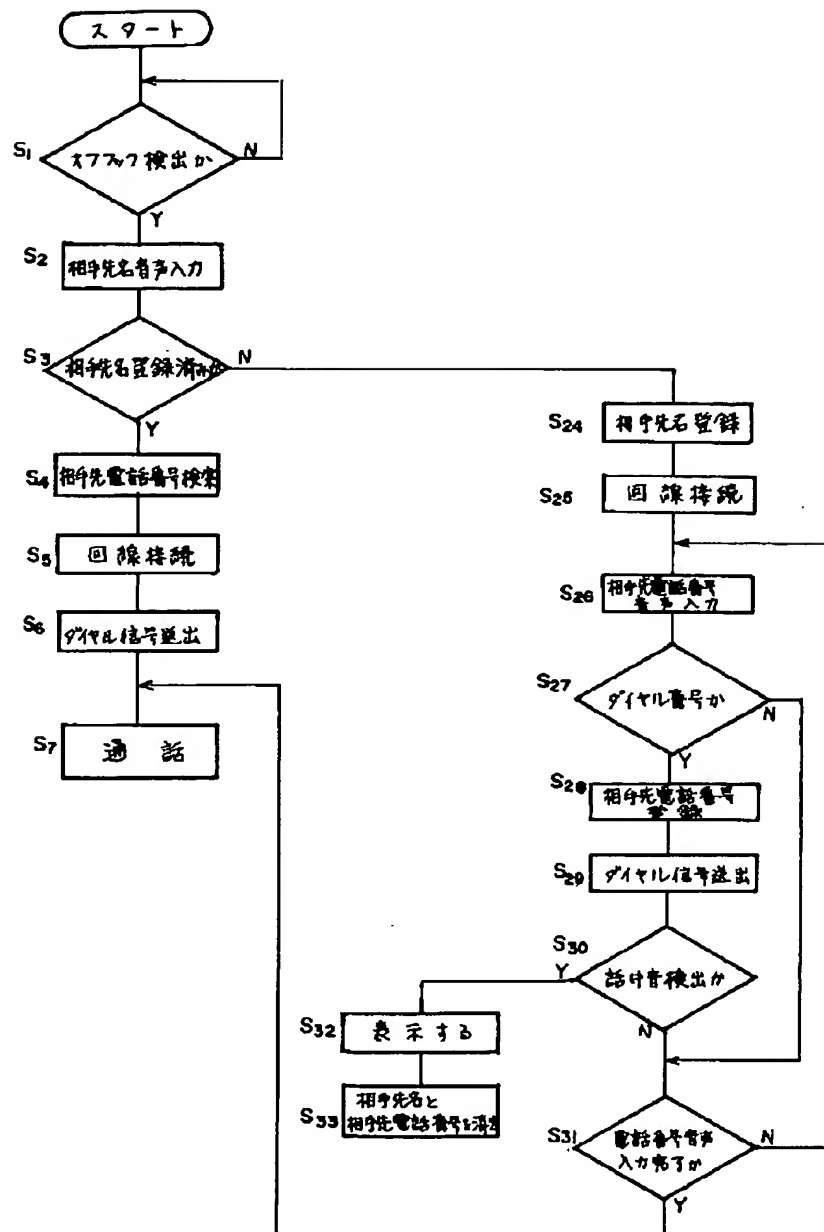 スタート
S1
オフフック検出か
N
Y
S2
相手先名音声入力
S3
相手先名登録済みか
N
Y
S4
相手先電話番号検索
S5
回線接続
S6
ダイヤル信号送出
S7
通話
S24
相手先名登録
S25
回線接続
S26
相手先電話番号
音声入力
S27
ダイヤル番号か
N
Y
S28
相手先電話番号
登録
S29
ダイヤル信号送出
S30
話中音検出か
Y
N
S32
表示する
S33
相手先名と
相手先電話番号を消去
S31
電話番号音声
入力完了か
N
Y